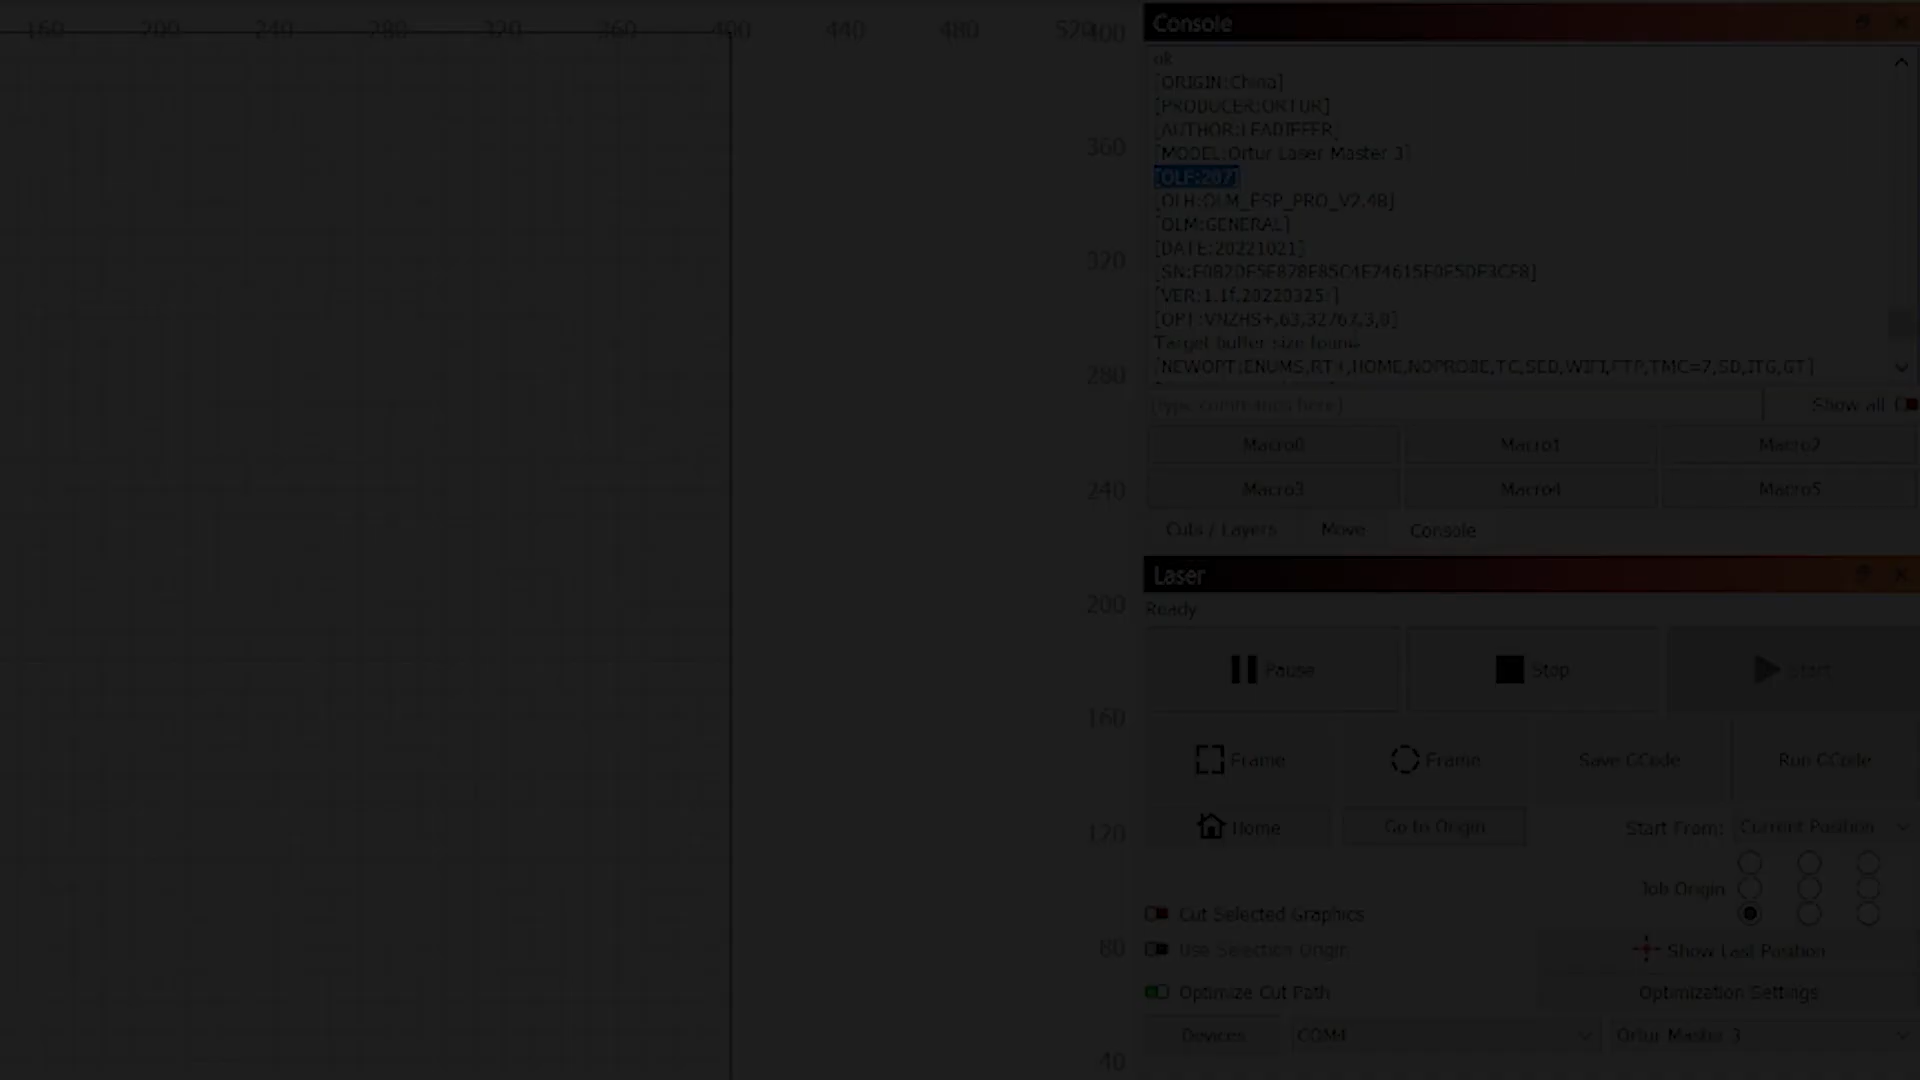 160 200 240 280 320 360 400 440 480 520
400
360
320
280
240
200
160
120
80
40
Console
ok
[ORIGIN:China]
[PRODUCER:ORTUR]
[AUTHOR:LEADIFFER]
[MODEL:Ortur Laser Master 3]
[OLF:207]
[OLH:OLM_ESP_PRO_V2.4B]
[OLM:GENERAL]
[DATE:20221021]
[VER:1.1f.20220325:]
[OPT:VNZHS+,63,32767,3,0]
Target buffer size found
[NEWOPT:ENUMS,RT+,HOME,NOPROBE,TC,SED,WIFI,FTP,TMC=7,SD,ITG,GT]
(type commands here)
Show all
Macro0 Macro1 Macro2
Macro3 Macro4 Macro5
Cuts / Layers Move Console
Laser
Ready
Pause Stop Start
Frame Frame Save GCode Run GCode
Home Go to Origin Start From: Current Position
Job Origin
Cut Selected Graphics
Use Selection Origin
Show Last Position
Optimize Cut Path
Optimization Settings
Devices COM4 Ortur Master 3